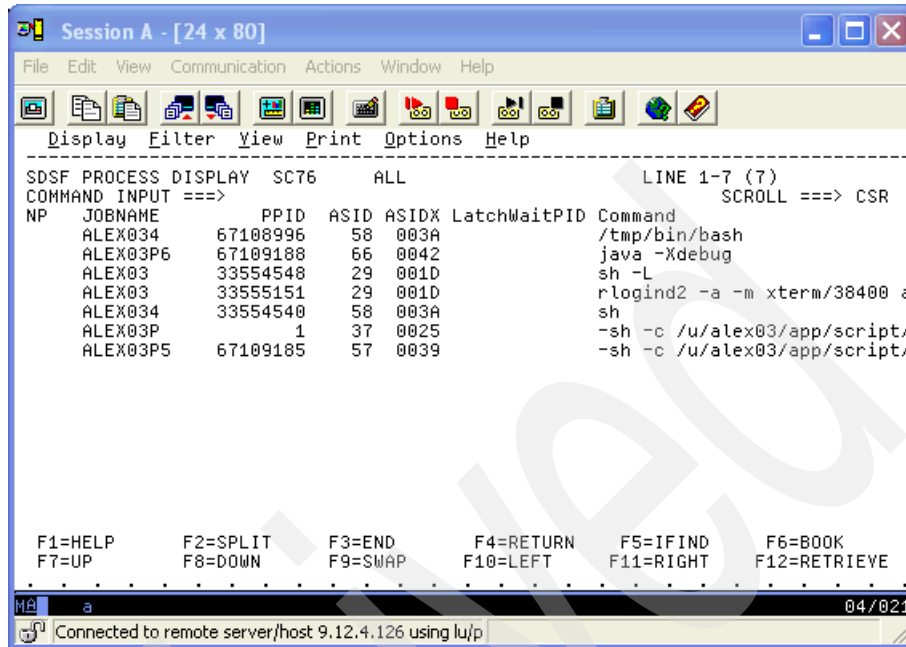 Session A - [24 x 80]
File Edit View Communication Actions Window Help
Display Filter View Print Options Help
--------------------------------------------------------------------------------
SDSF PROCESS DISPLAY SC76 ALL LINE 1-7 (7)
COMMAND INPUT ===> SCROLL ===> CSR
NP JOBNAME PPID ASID ASIDX LatchWaitPID Command
ALEX034 67108996 58 003A /tmp/bin/bash
ALEX03P6 67109188 66 0042 java -Xdebug
ALEX03 33554548 29 001D sh -L
ALEX03 33555151 29 001D rlogind2 -a -m xterm/38400 a
ALEX034 33554540 58 003A sh
ALEX03P 1 37 0025 -sh -c /u/alex03/app/script/
ALEX03P5 67109185 57 0039 -sh -c /u/alex03/app/script/
F1=HELP F2=SPLIT F3=END F4=RETURN F5=IFIND F6=BOOK
F7=UP F8=DOWN F9=SWAP F10=LEFT F11=RIGHT F12=RETRIEVE
MA a 04/021
Connected to remote server/host 9.12.4.126 using lu/p